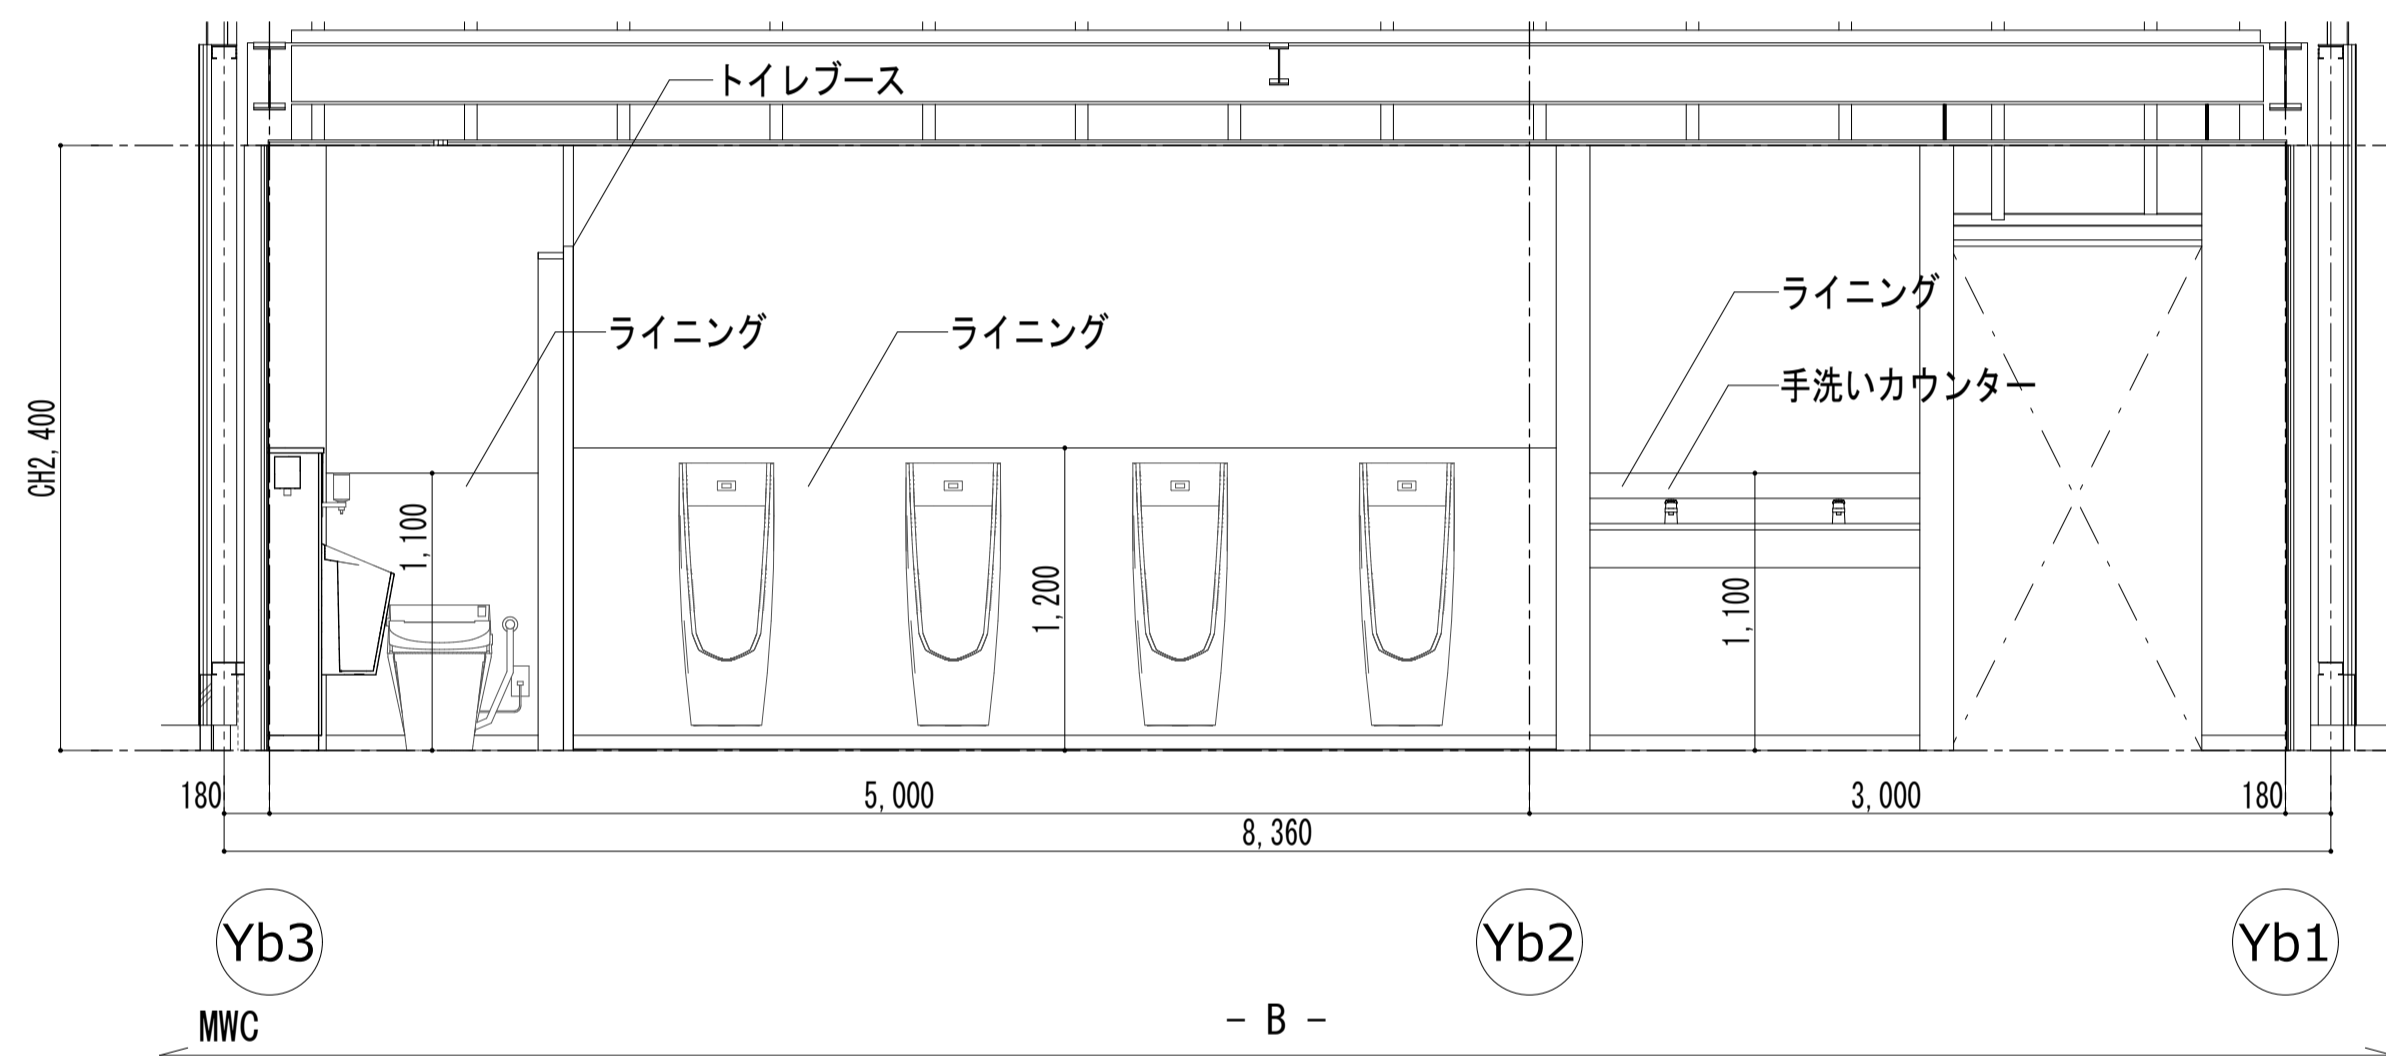 トイレブース
ライニング
手洗いカウンター
ライニング
ライニング
CH2,400
1,100
1,200
1,100
180
5,000
3,000
180
8,360
Yb3
Yb2
Yb1
MWC
- B -